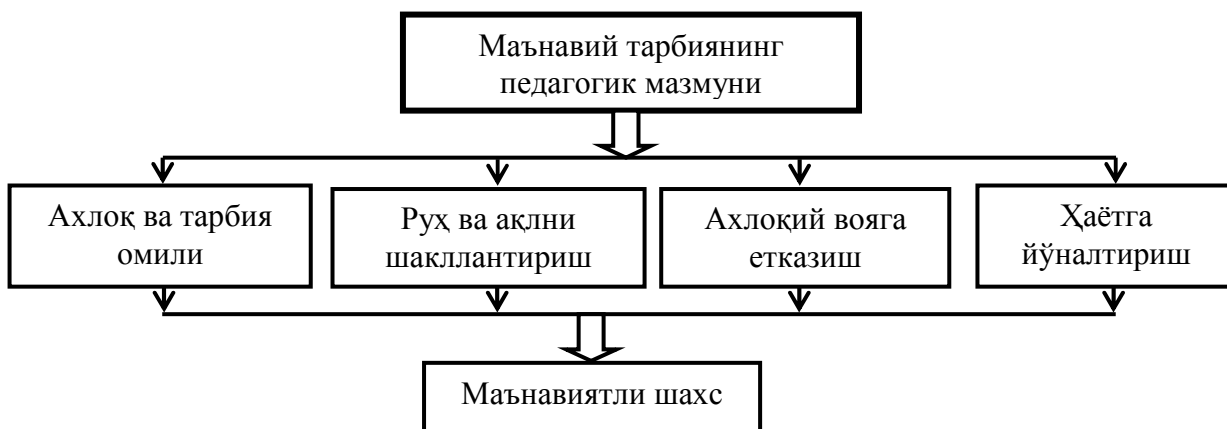 Маънавий тарбиянинг
педагогик мазмуни
Ахлоқ ва тарбия
омили
Руҳ ва ақлни
шакллантириш
Ахлоқий вояга
етказиш
Ҳаётга
йўналтириш
Маънавиятли шахс